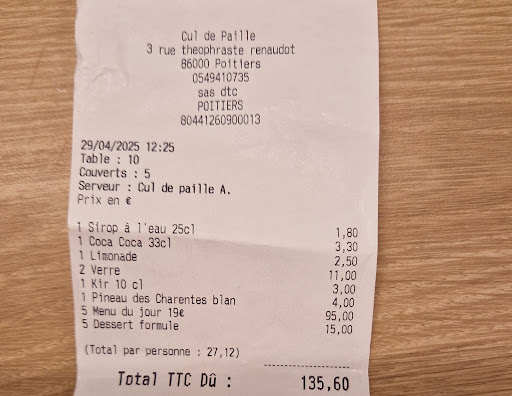 Cul de Paille
3 rue theophraste renaudot
86000 Poitiers
0549410735
sas dtc
POITIERS
80441260900013
29/04/2025 12:25
Table : 10
Couverts : 5
Serveur : Cul de paille A.
Prix en €
1 Sirop à l'eau 25cl 1,80
1 Coca Coca 33cl 3,30
1 Limonade 2,50
2 Verre 11,00
1 Kir 10 cl 3,00
1 Pineau des Charentes blan 4,00
5 Menu du jour 19€ 95,00
5 Dessert formule 15,00
(Total par personne : 27,12)
Total TTC Dû : 135,60